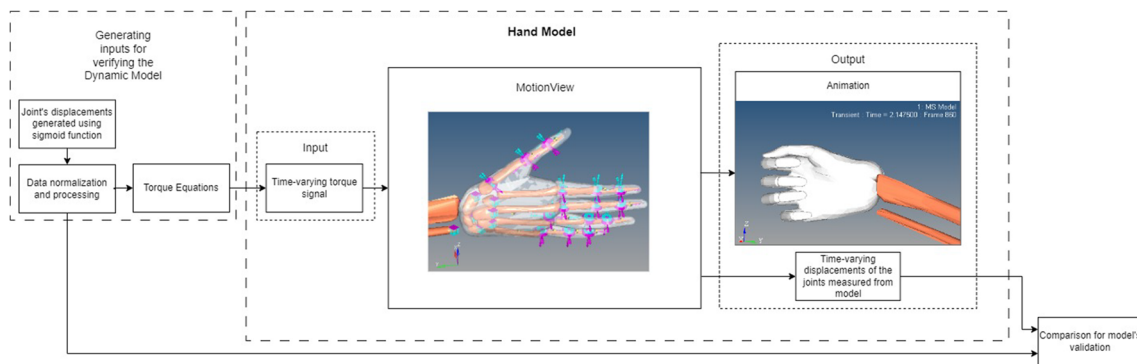 Generating
inputs for
verifying the
Dynamic Model
Joint's displacements
generated using
sigmoid function
Data normalization
and processing
Torque Equations
Hand Model
Input
Time-varying torque
signal
MotionView
Output
Animation
1: MS Model
Transient : Time = 2.147500 : Frame 860
Z
Y
Time-varying
displacements of the
joints measured from
model
Comparison for model's
validation